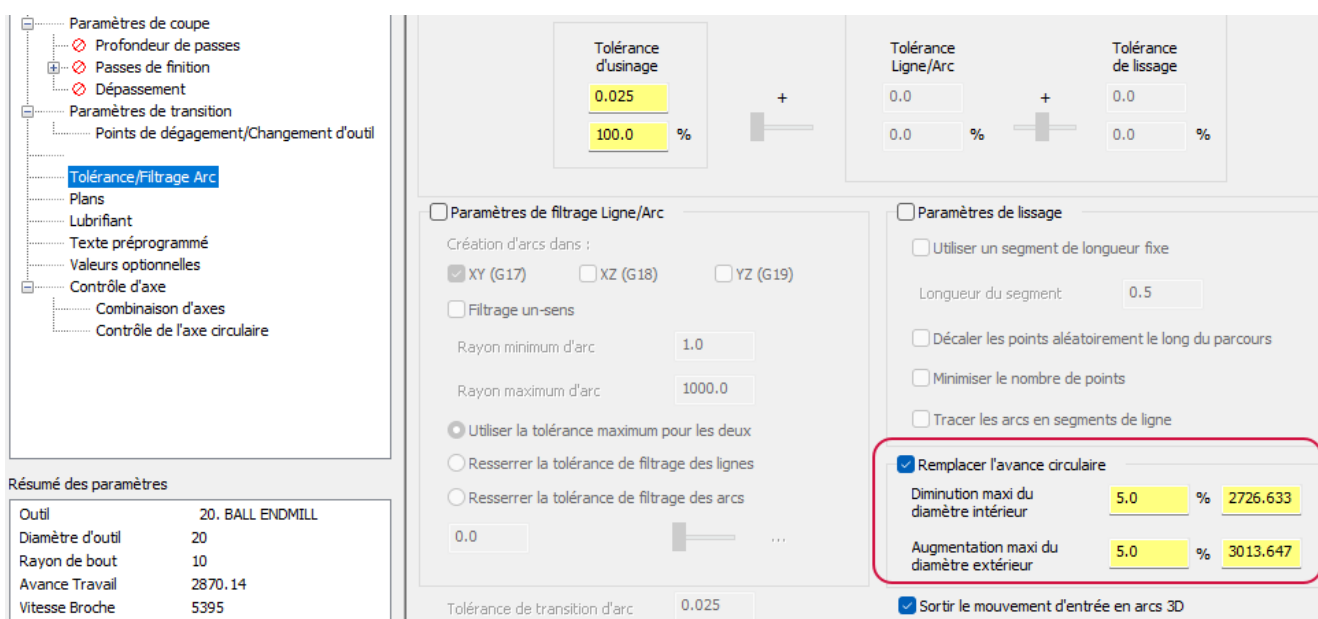 Paramètres de coupe
Profondeur de passes
Passes de finition
Dépassement
Paramètres de transition
Points de dégagement/Changement d'outil
Tolérance/Filtrage Arc
Plans
Lubrifiant
Texte préprogrammé
Valeurs optionnelles
Contrôle d'axe
Combinaison d'axes
Contrôle de l'axe circulaire
Résumé des paramètres
Outil 20. BALL ENDMILL
Diamètre d'outil 20
Rayon de bout 10
Avance Travail 2870.14
Vitesse Broche 5395
Tolérance
d'usinage
0.025
100.0 %
+
Tolérance
Ligne/Arc
0.0
0.0 %
+
Tolérance
de lissage
0.0
0.0 %
Paramètres de filtrage Ligne/Arc
Création d'arcs dans :
XY (G17) XZ (G18) YZ (G19)
Filtrage un-sens
Rayon minimum d'arc 1.0
Rayon maximum d'arc 1000.0
Utiliser la tolérance maximum pour les deux
Resserrer la tolérance de filtrage des lignes
Resserrer la tolérance de filtrage des arcs
0.0 ...
Tolérance de transition d'arc 0.025
Paramètres de lissage
Utiliser un segment de longueur fixe
Longueur du segment 0.5
Décaler les points aléatoirement le long du parcours
Minimiser le nombre de points
Tracer les arcs en segments de ligne
Remplacer l'avance circulaire
Diminution maxi du
diamètre intérieur
5.0 % 2726.633
Augmentation maxi du
diamètre extérieur
5.0 % 3013.647
Sortir le mouvement d'entrée en arcs 3D